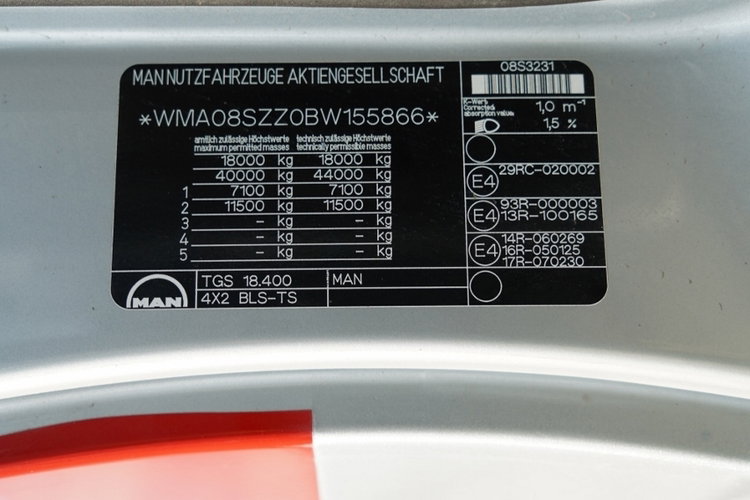 MAN NUTZFAHRZEUGE AKTIENGESELLSCHAFT
*WMA08SZZ0BW155866*
amtlich zulässige Höchstwerte technisch zulässige Höchstwerte
maximum permitted masses technically permissible masses
18000 kg 18000 kg
40000 kg 44000 kg
1 7100 kg 7100 kg
2 11500 kg 11500 kg
3 - kg - kg
4 - kg - kg
5 - kg - kg
MAN TGS 18.400 MAN
4X2 BLS-TS
08S3231
K-Wert
Corrected absorption value:
1,0 m⁻¹
1,5 %
E4 29RC-020002
E4 93R-000003
13R-100165
E4 14R-060269
16R-050125
17R-070230